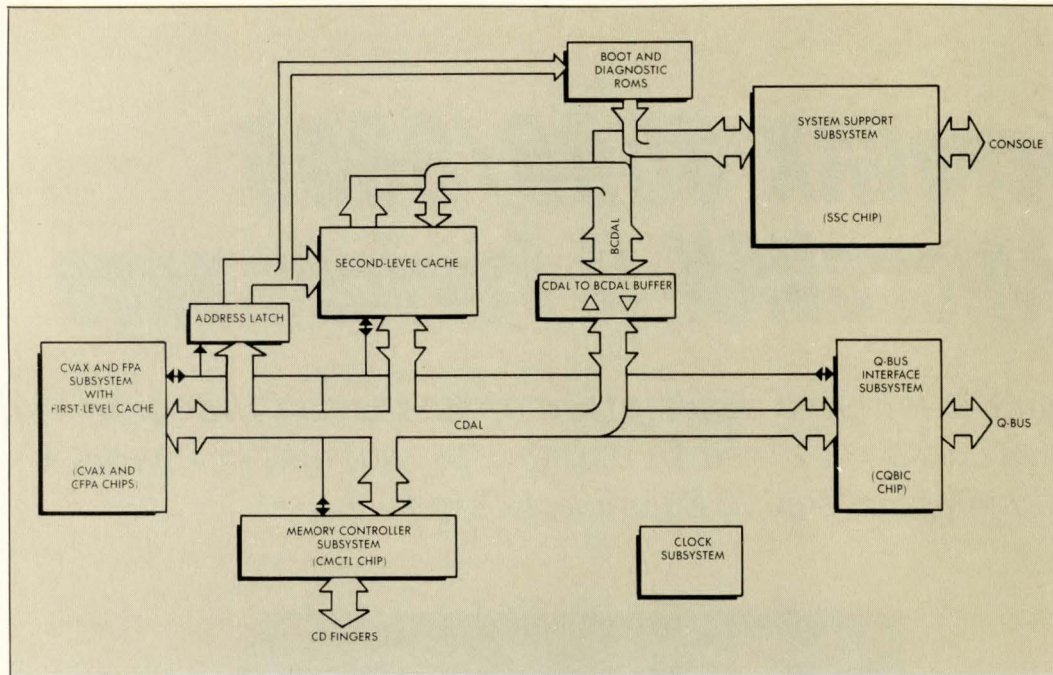 BOOT AND
DIAGNOSTIC
ROMS
SYSTEM SUPPORT
SUBSYSTEM
(SSC CHIP)
CONSOLE
SECOND-LEVEL CACHE
BCDAL
CDAL TO BCDAL BUFFER
ADDRESS LATCH
CVAX AND FPA
SUBSYSTEM
WITH
FIRST-LEVEL CACHE
(CVAX AND
CFPA CHIPS)
Q-BUS
INTERFACE
SUBSYSTEM
(CQBIC
CHIP)
Q-BUS
CDAL
MEMORY CONTROLLER
SUBSYSTEM
(CMCTL CHIP)
CLOCK
SUBSYSTEM
CD FINGERS